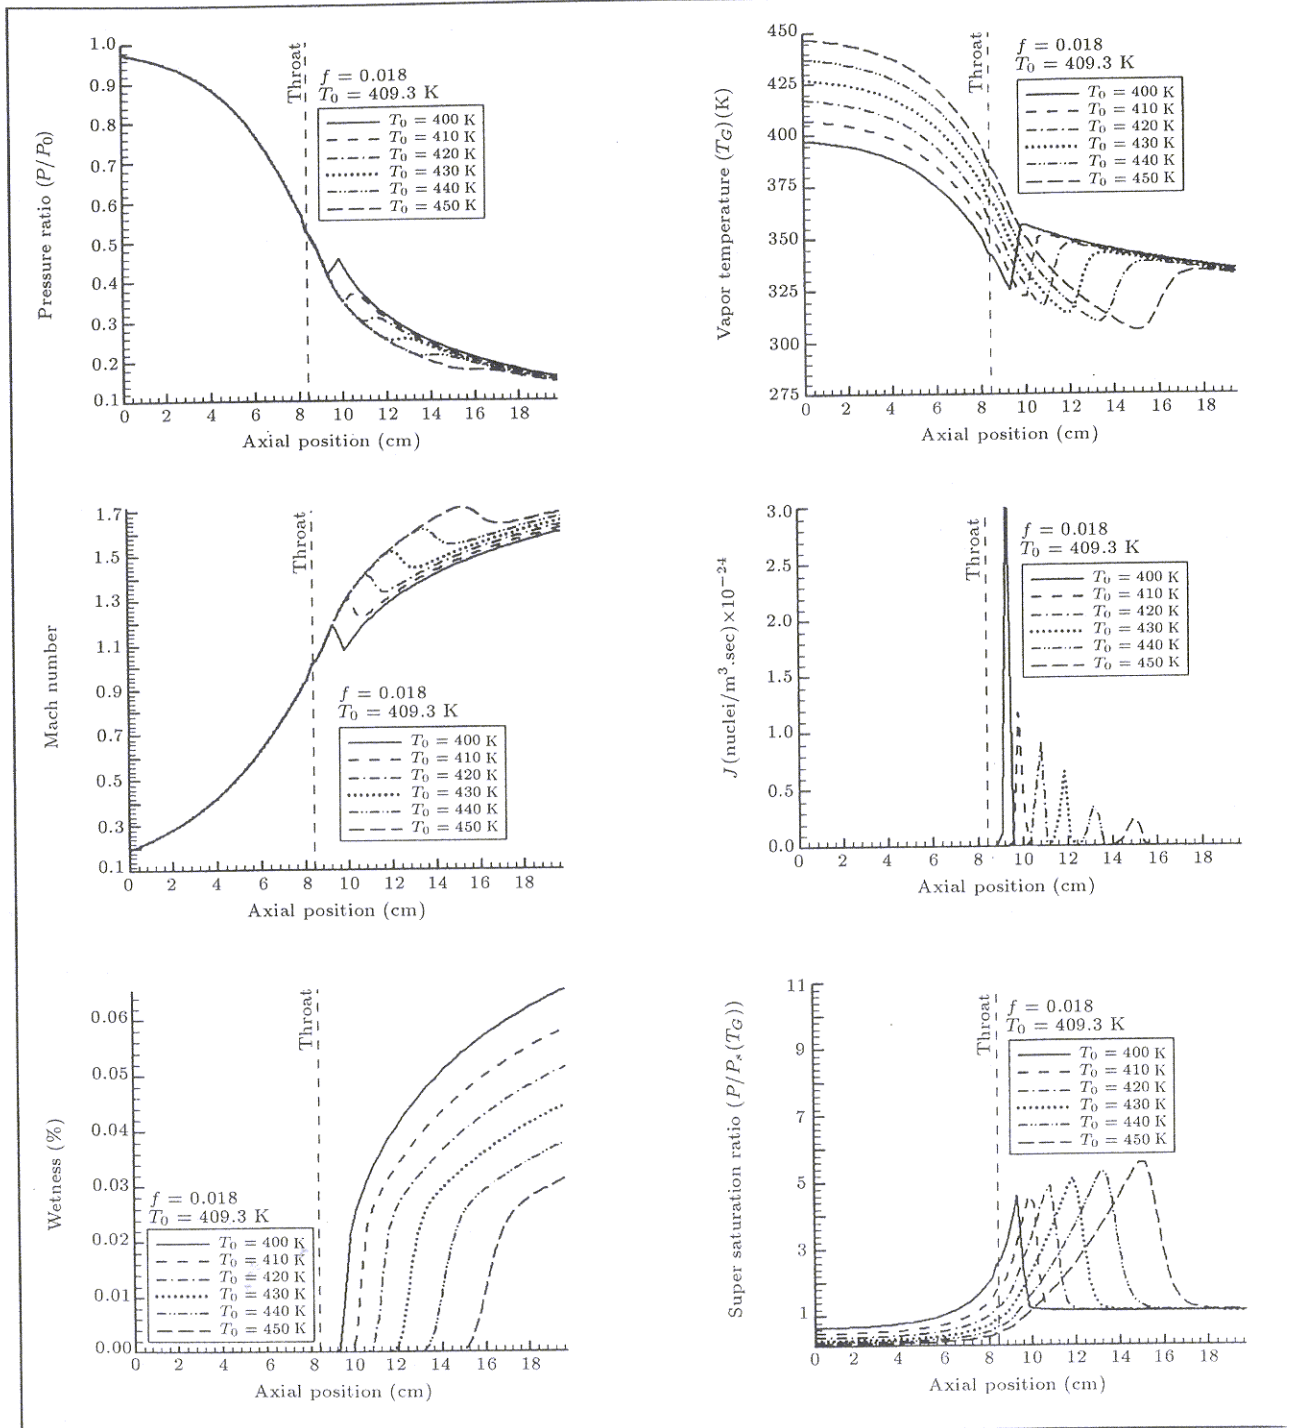 Throat
f = 0.018
T0 = 409.3 K
T0 = 400 K
T0 = 410 K
T0 = 420 K
T0 = 430 K
T0 = 440 K
T0 = 450 K
Pressure ratio (P/P0)
1.0
0.9
0.8
0.7
0.6
0.5
0.4
0.3
0.2
0.1
0 2 4 6 8 10 12 14 16 18
Axial position (cm)
Throat
f = 0.018
T0 = 409.3 K
T0 = 400 K
T0 = 410 K
T0 = 420 K
T0 = 430 K
T0 = 440 K
T0 = 450 K
Vapor temperature (TG)(K)
450
425
400
375
350
325
300
275
0 2 4 6 8 10 12 14 16 18
Axial position (cm)
Throat
f = 0.018
T0 = 409.3 K
T0 = 400 K
T0 = 410 K
T0 = 420 K
T0 = 430 K
T0 = 440 K
T0 = 450 K
Mach number
1.7
1.5
1.3
1.1
0.9
0.7
0.5
0.3
0.1
0 2 4 6 8 10 12 14 16 18
Axial position (cm)
Throat
f = 0.018
T0 = 409.3 K
T0 = 400 K
T0 = 410 K
T0 = 420 K
T0 = 430 K
T0 = 440 K
T0 = 450 K
J(nuclei/m³.sec)×10⁻²⁴
3.0
2.5
2.0
1.5
1.0
0.5
0.0
0 2 4 6 8 10 12 14 16 18
Axial position (cm)
Throat
f = 0.018
T0 = 409.3 K
T0 = 400 K
T0 = 410 K
T0 = 420 K
T0 = 430 K
T0 = 440 K
T0 = 450 K
Wetness (%)
0.06
0.05
0.04
0.03
0.02
0.01
0.00
0 2 4 6 8 10 12 14 16 18
Axial position (cm)
Throat
f = 0.018
T0 = 409.3 K
T0 = 400 K
T0 = 410 K
T0 = 420 K
T0 = 430 K
T0 = 440 K
T0 = 450 K
Super saturation ratio (P/Ps(TG))
11
9
7
5
3
1
0 2 4 6 8 10 12 14 16 18
Axial position (cm)